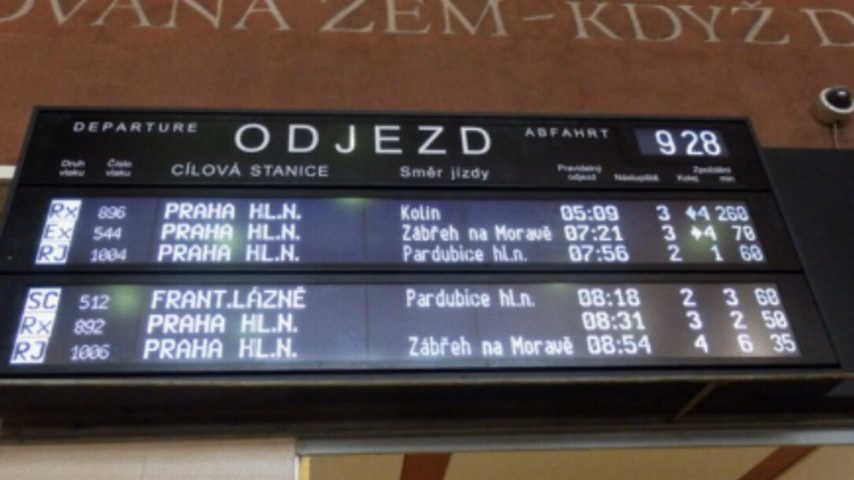 OVANA ZEM-KDYŽ D
DEPARTURE ODJEZD ABFAHRT 9 28
Druh vlaku Číslo vlaku CÍLOVÁ STANICE Směr jízdy Pravidelný odjezd Nástupiště Kolej Zpoždění min
Rx 896 PRAHA HL.N. Kolín 05:09 3 4 260
Ex 544 PRAHA HL.N. Zábřeh na Moravě 07:21 3 4 70
RJ 1004 PRAHA HL.N. Pardubice hl.n. 07:56 2 1 60
SC 512 FRANT.LÁZNĚ Pardubice hl.n. 08:18 2 3 60
Rx 892 PRAHA HL.N. 08:31 3 2 50
RJ 1006 PRAHA HL.N. Zábřeh na Moravě 08:54 4 6 35